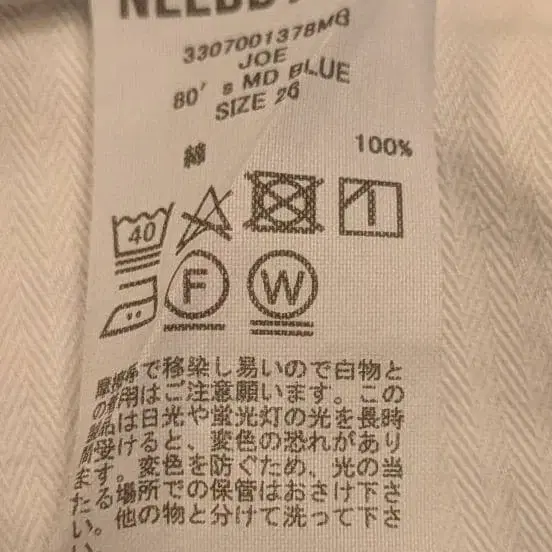 3307001378MG
JOE
80's MD BLUE
SIZE 26
綿 100%
40
F W
摩擦等で移染し易いので白物と
の着用はご注意願います。この
製品は日光や蛍光灯の光を長時
間受けると、変色の恐れがあり
ます。変色を防ぐため、光の当
たる場所での保管はおさけ下さ
い。他の物と分けて洗って下さ
い